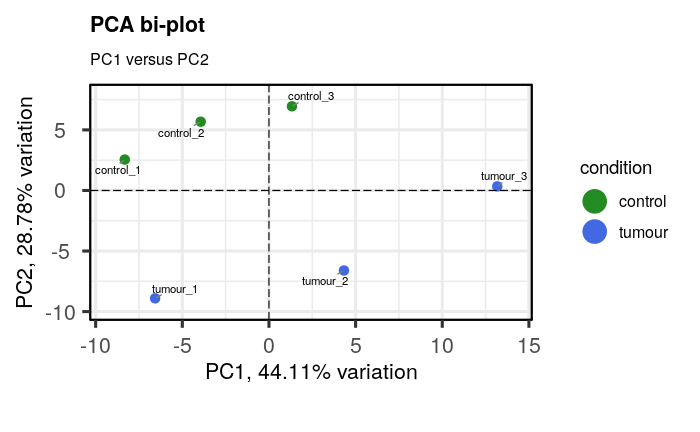 PCA bi-plot
PC1 versus PC2
control_3
control_2
control_1
tumour_3
tumour_2
tumour_1
5
0
-5
-10
PC2, 28.78% variation
-10 -5 0 5 10 15
PC1, 44.11% variation
condition
control
tumour